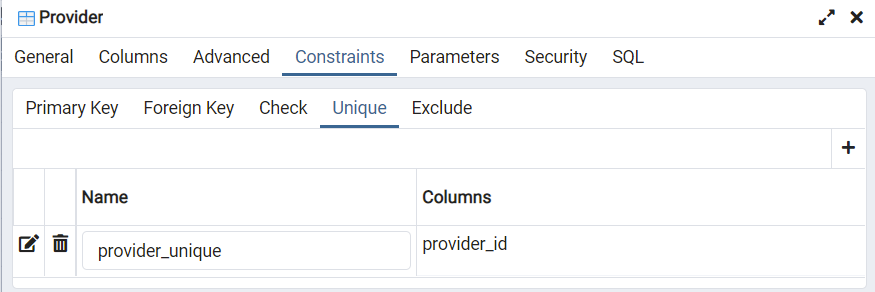 Provider
General Columns Advanced Constraints Parameters Security SQL
Primary Key Foreign Key Check Unique Exclude
Name Columns
provider_unique provider_id